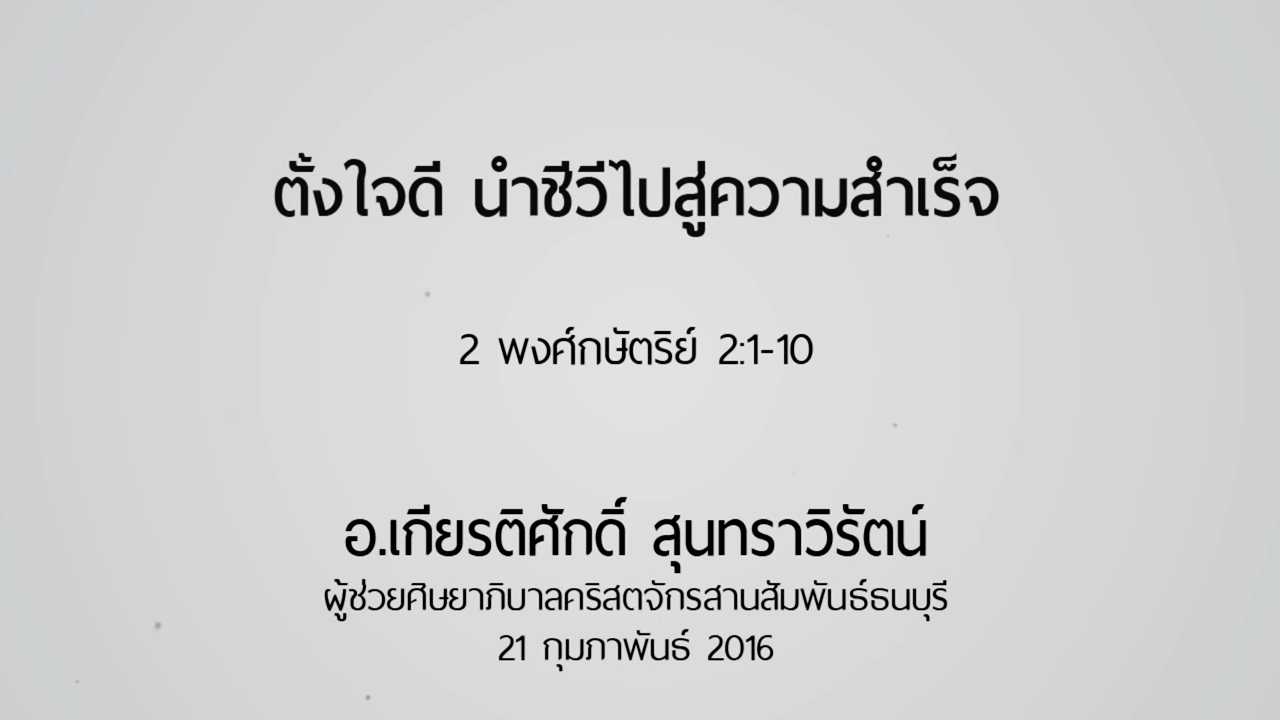 ตั้งใจดี นำชีวีไปสู่ความสำเร็จ
2 พงศ์กษัตริย์ 2:1-10
อ.เกียรติศักดิ์ สุนทราวิรัตน์
ผู้ช่วยศิษยาภิบาลคริสตจักรสานสัมพันธ์ธนบุรี
21 กุมภาพันธ์ 2016